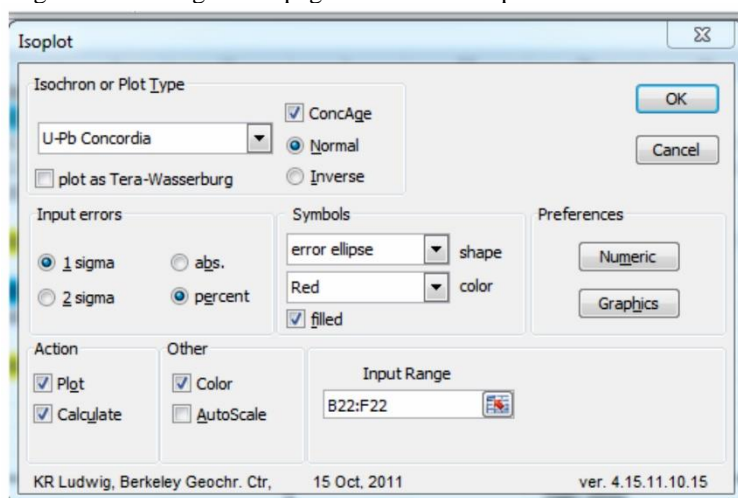 Isoplot
Isochron or Plot Type
ConcAge
OK
U-Pb Concordia
Normal
Cancel
plot as Tera-Wasserburg
Inverse
Input errors
Symbols
Preferences
1 sigma
abs.
error ellipse
shape
Numeric
2 sigma
percent
Red
color
Graphics
filled
Action
Other
Plot
Color
Input Range
Calculate
AutoScale
B22:F22
KR Ludwig, Berkeley Geochr. Ctr,
15 Oct, 2011
ver. 4.15.11.10.15